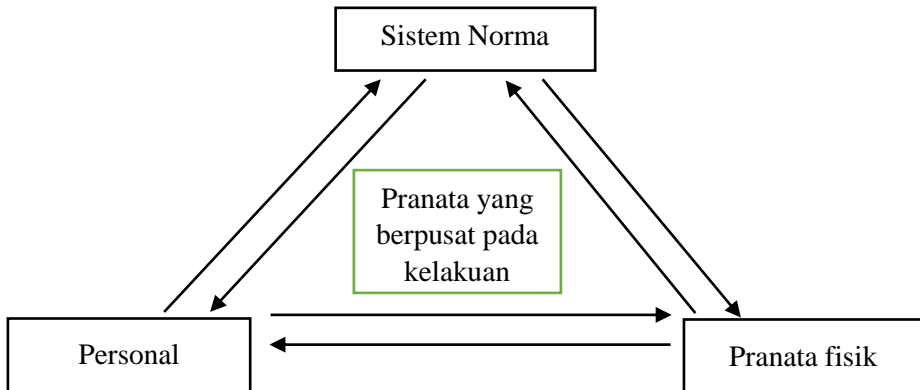 Sistem Norma
Pranata yang
berpusat pada
kelakuan
Personal
Pranata fisik